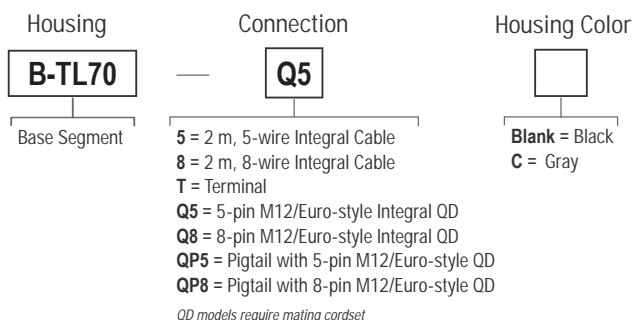 Housing Connection Housing Color
B-TL70 — Q5
Base Segment
5 = 2 m, 5-wire Integral Cable
8 = 2 m, 8-wire Integral Cable
T = Terminal
Q5 = 5-pin M12/Euro-style Integral QD
Q8 = 8-pin M12/Euro-style Integral QD
QP5 = Pigtail with 5-pin M12/Euro-style QD
QP8 = Pigtail with 8-pin M12/Euro-style QD
QD models require mating cordset
Blank = Black
C = Gray